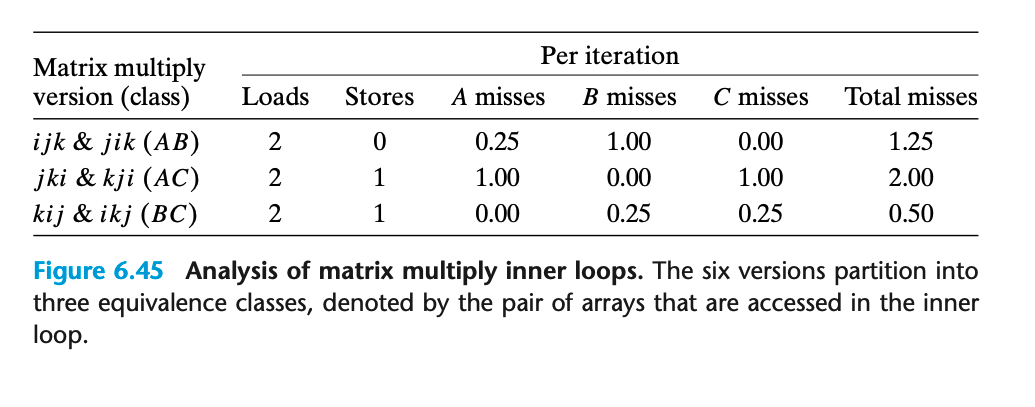 Per iteration
Matrix multiply
version (class) Loads Stores A misses B misses C misses Total misses
ijk & jik (AB) 2 0 0.25 1.00 0.00 1.25
jki & kji (AC) 2 1 1.00 0.00 1.00 2.00
kij & ikj (BC) 2 1 0.00 0.25 0.25 0.50
Figure 6.45 Analysis of matrix multiply inner loops. The six versions partition into
three equivalence classes, denoted by the pair of arrays that are accessed in the inner
loop.